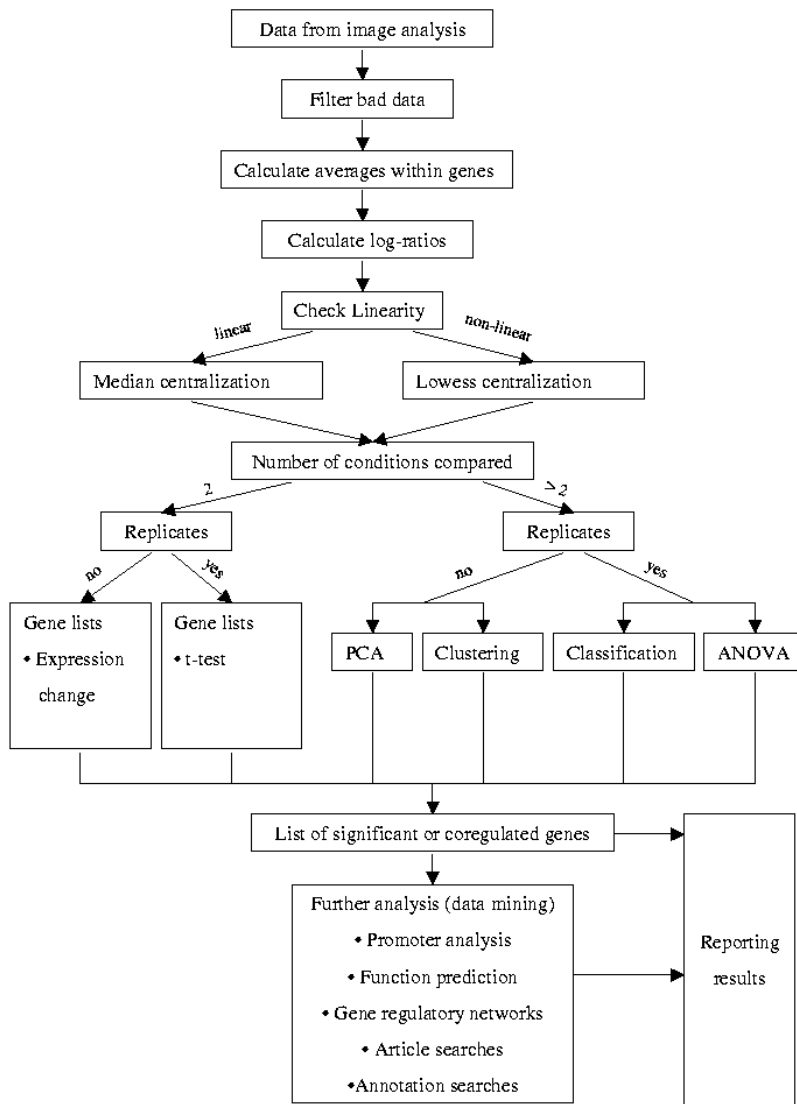 Data from image analysis
Filter bad data
Calculate averages within genes
Calculate log-ratios
Check Linearity
linear
non-linear
Median centralization
Lowess centralization
Number of conditions compared
2
> 2
Replicates
Replicates
no
yes
no
yes
Gene lists
• Expression
change
Gene lists
• t-test
PCA
Clustering
Classification
ANOVA
List of significant or coregulated genes
Further analysis (data mining)
• Promoter analysis
• Function prediction
• Gene regulatory networks
• Article searches
•Annotation searches
Reporting
results